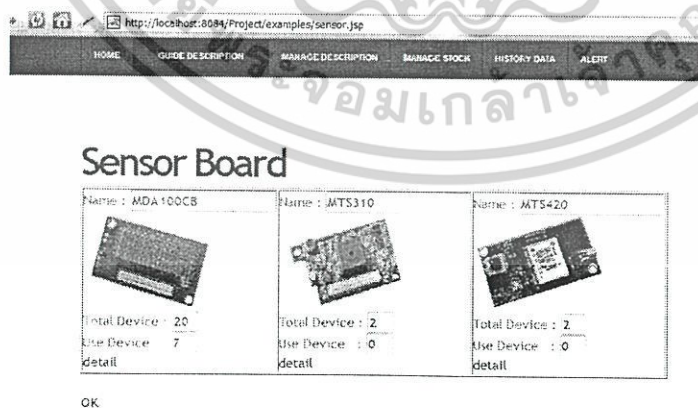 http://localhost:8084/Project/examples/sensor.jsp
HOME GUIDE DESCRIPTION MANAGE DESCRIPTION MANAGE STOCK HISTORY DATA ALERT
Sensor Board
Name : MDA100CB
Total Device : 20
Use Device 7
detail
Name : MTS310
Total Device : 2
Use Device : 0
detail
Name : MTS420
Total Device : 2
Use Device : 0
detail
OK